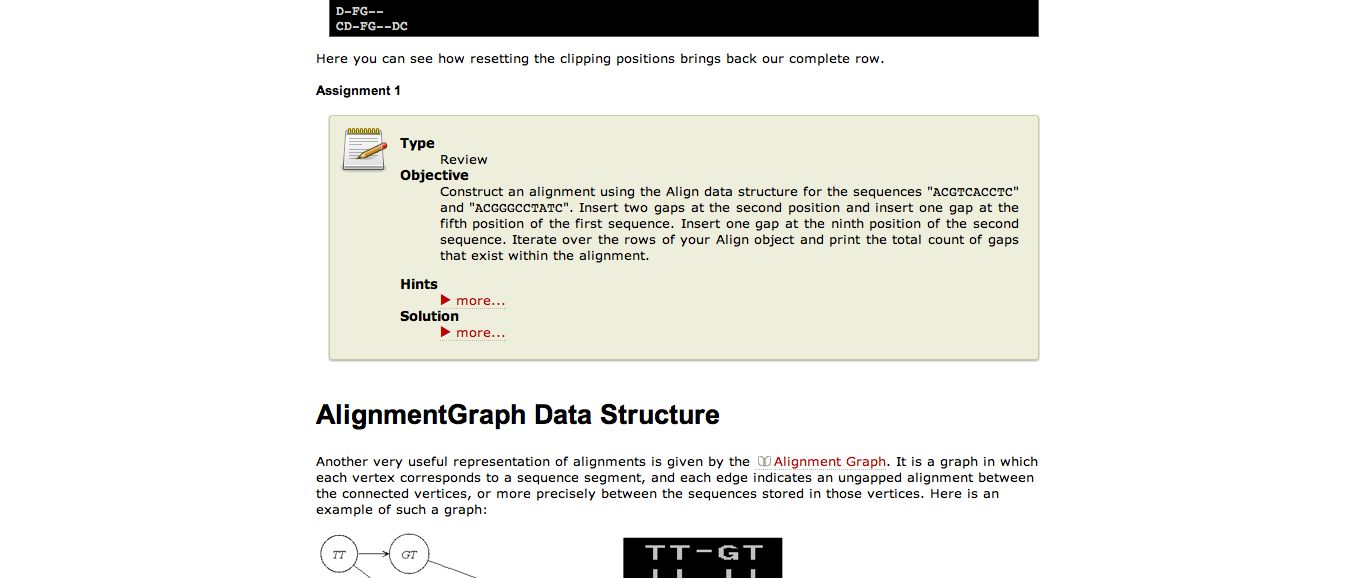 D-FG--
CD-FG--DC
Here you can see how resetting the clipping positions brings back our complete row.
Assignment 1
Type
Review
Objective
Construct an alignment using the Align data structure for the sequences "ACGTCACCTC"
and "ACGGGCCTATC". Insert two gaps at the second position and insert one gap at the
fifth position of the first sequence. Insert one gap at the ninth position of the second
sequence. Iterate over the rows of your Align object and print the total count of gaps
that exist within the alignment.
Hints
more...
Solution
more...
AlignmentGraph Data Structure
Another very useful representation of alignments is given by the Alignment Graph. It is a graph in which
each vertex corresponds to a sequence segment, and each edge indicates an ungapped alignment between
the connected vertices, or more precisely between the sequences stored in those vertices. Here is an
example of such a graph:
TT GT
TT-GT